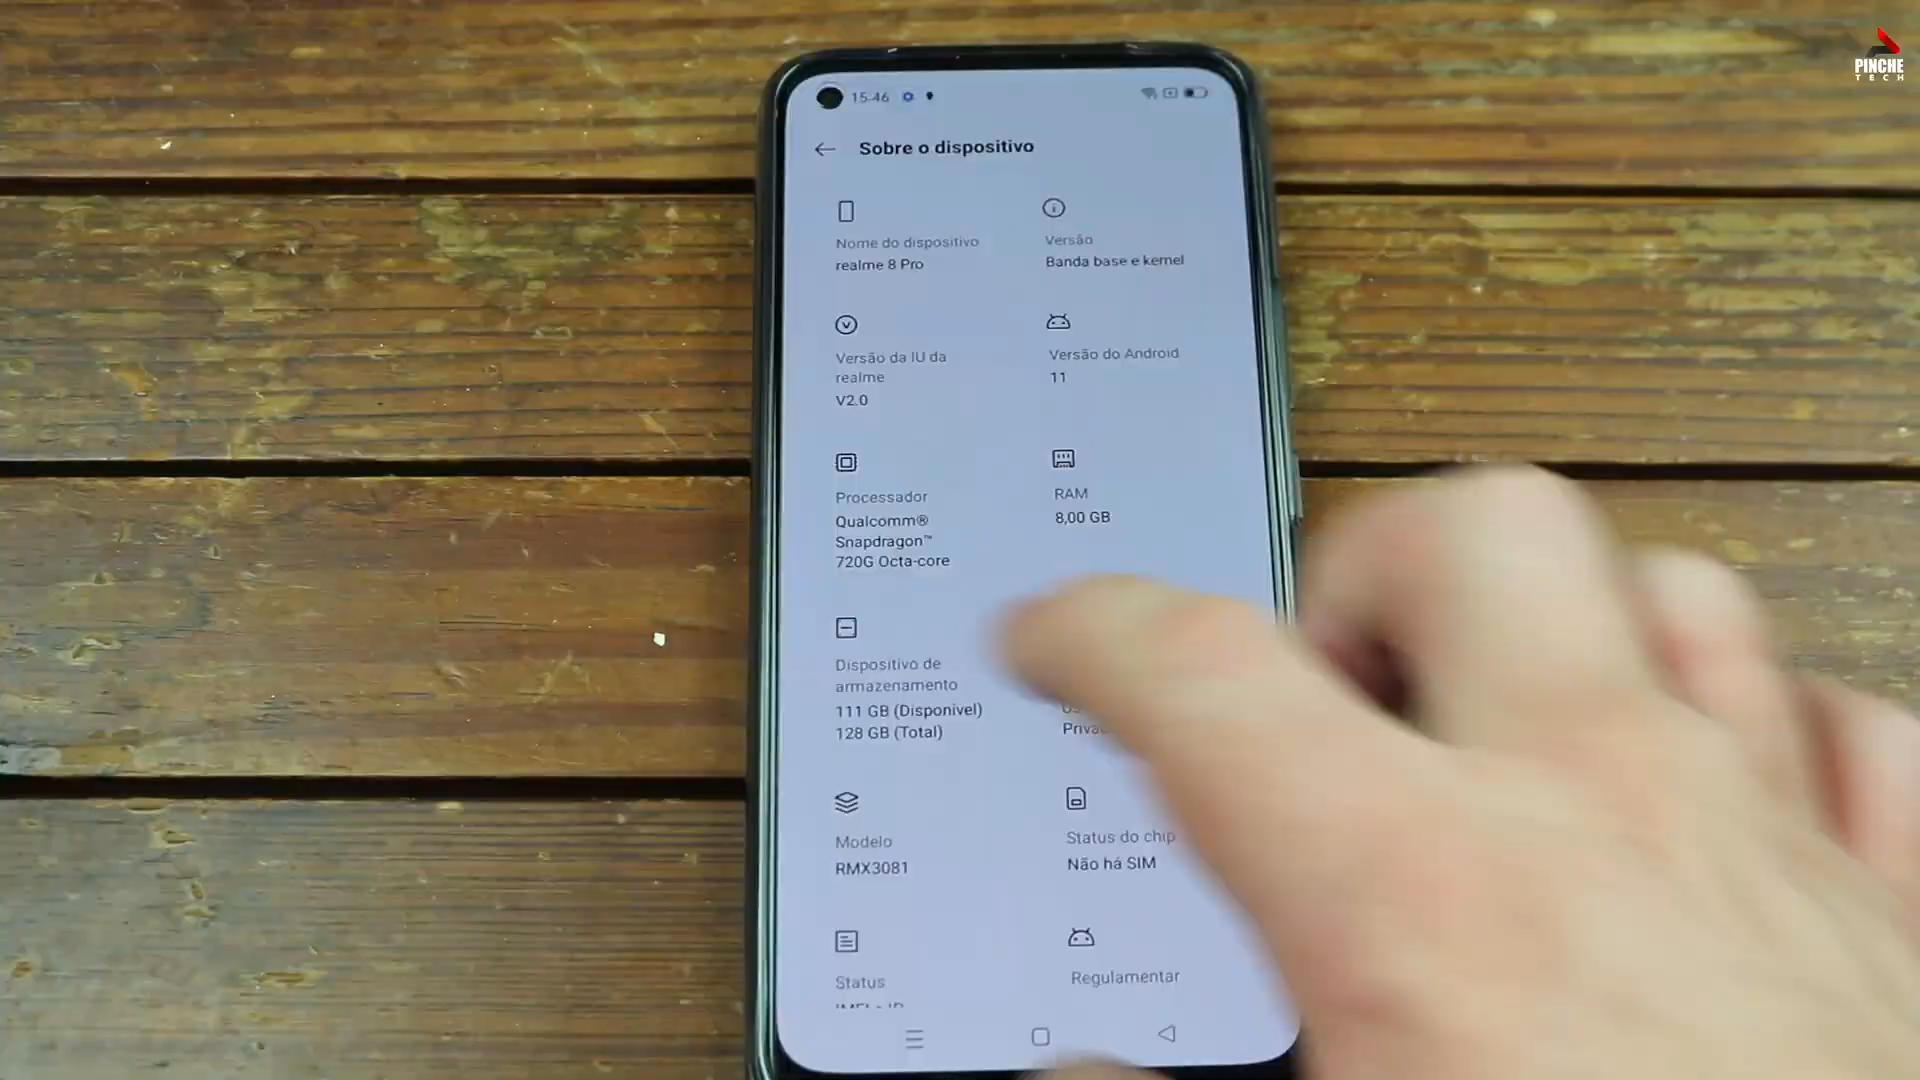 PINCHE
TECH
15:46
Sobre o dispositivo
Nome do dispositivo
realme 8 Pro
Versão
Banda base e kernel
Versão da IU da
realme
V2.0
Versão do Android
11
Processador
Qualcomm®
Snapdragon™
720G Octa-core
RAM
8,00 GB
Dispositivo de
armazenamento
111 GB (Disponível)
128 GB (Total)
Modelo
RMX3081
Status do chip
Não há SIM
Status
Regulamentar